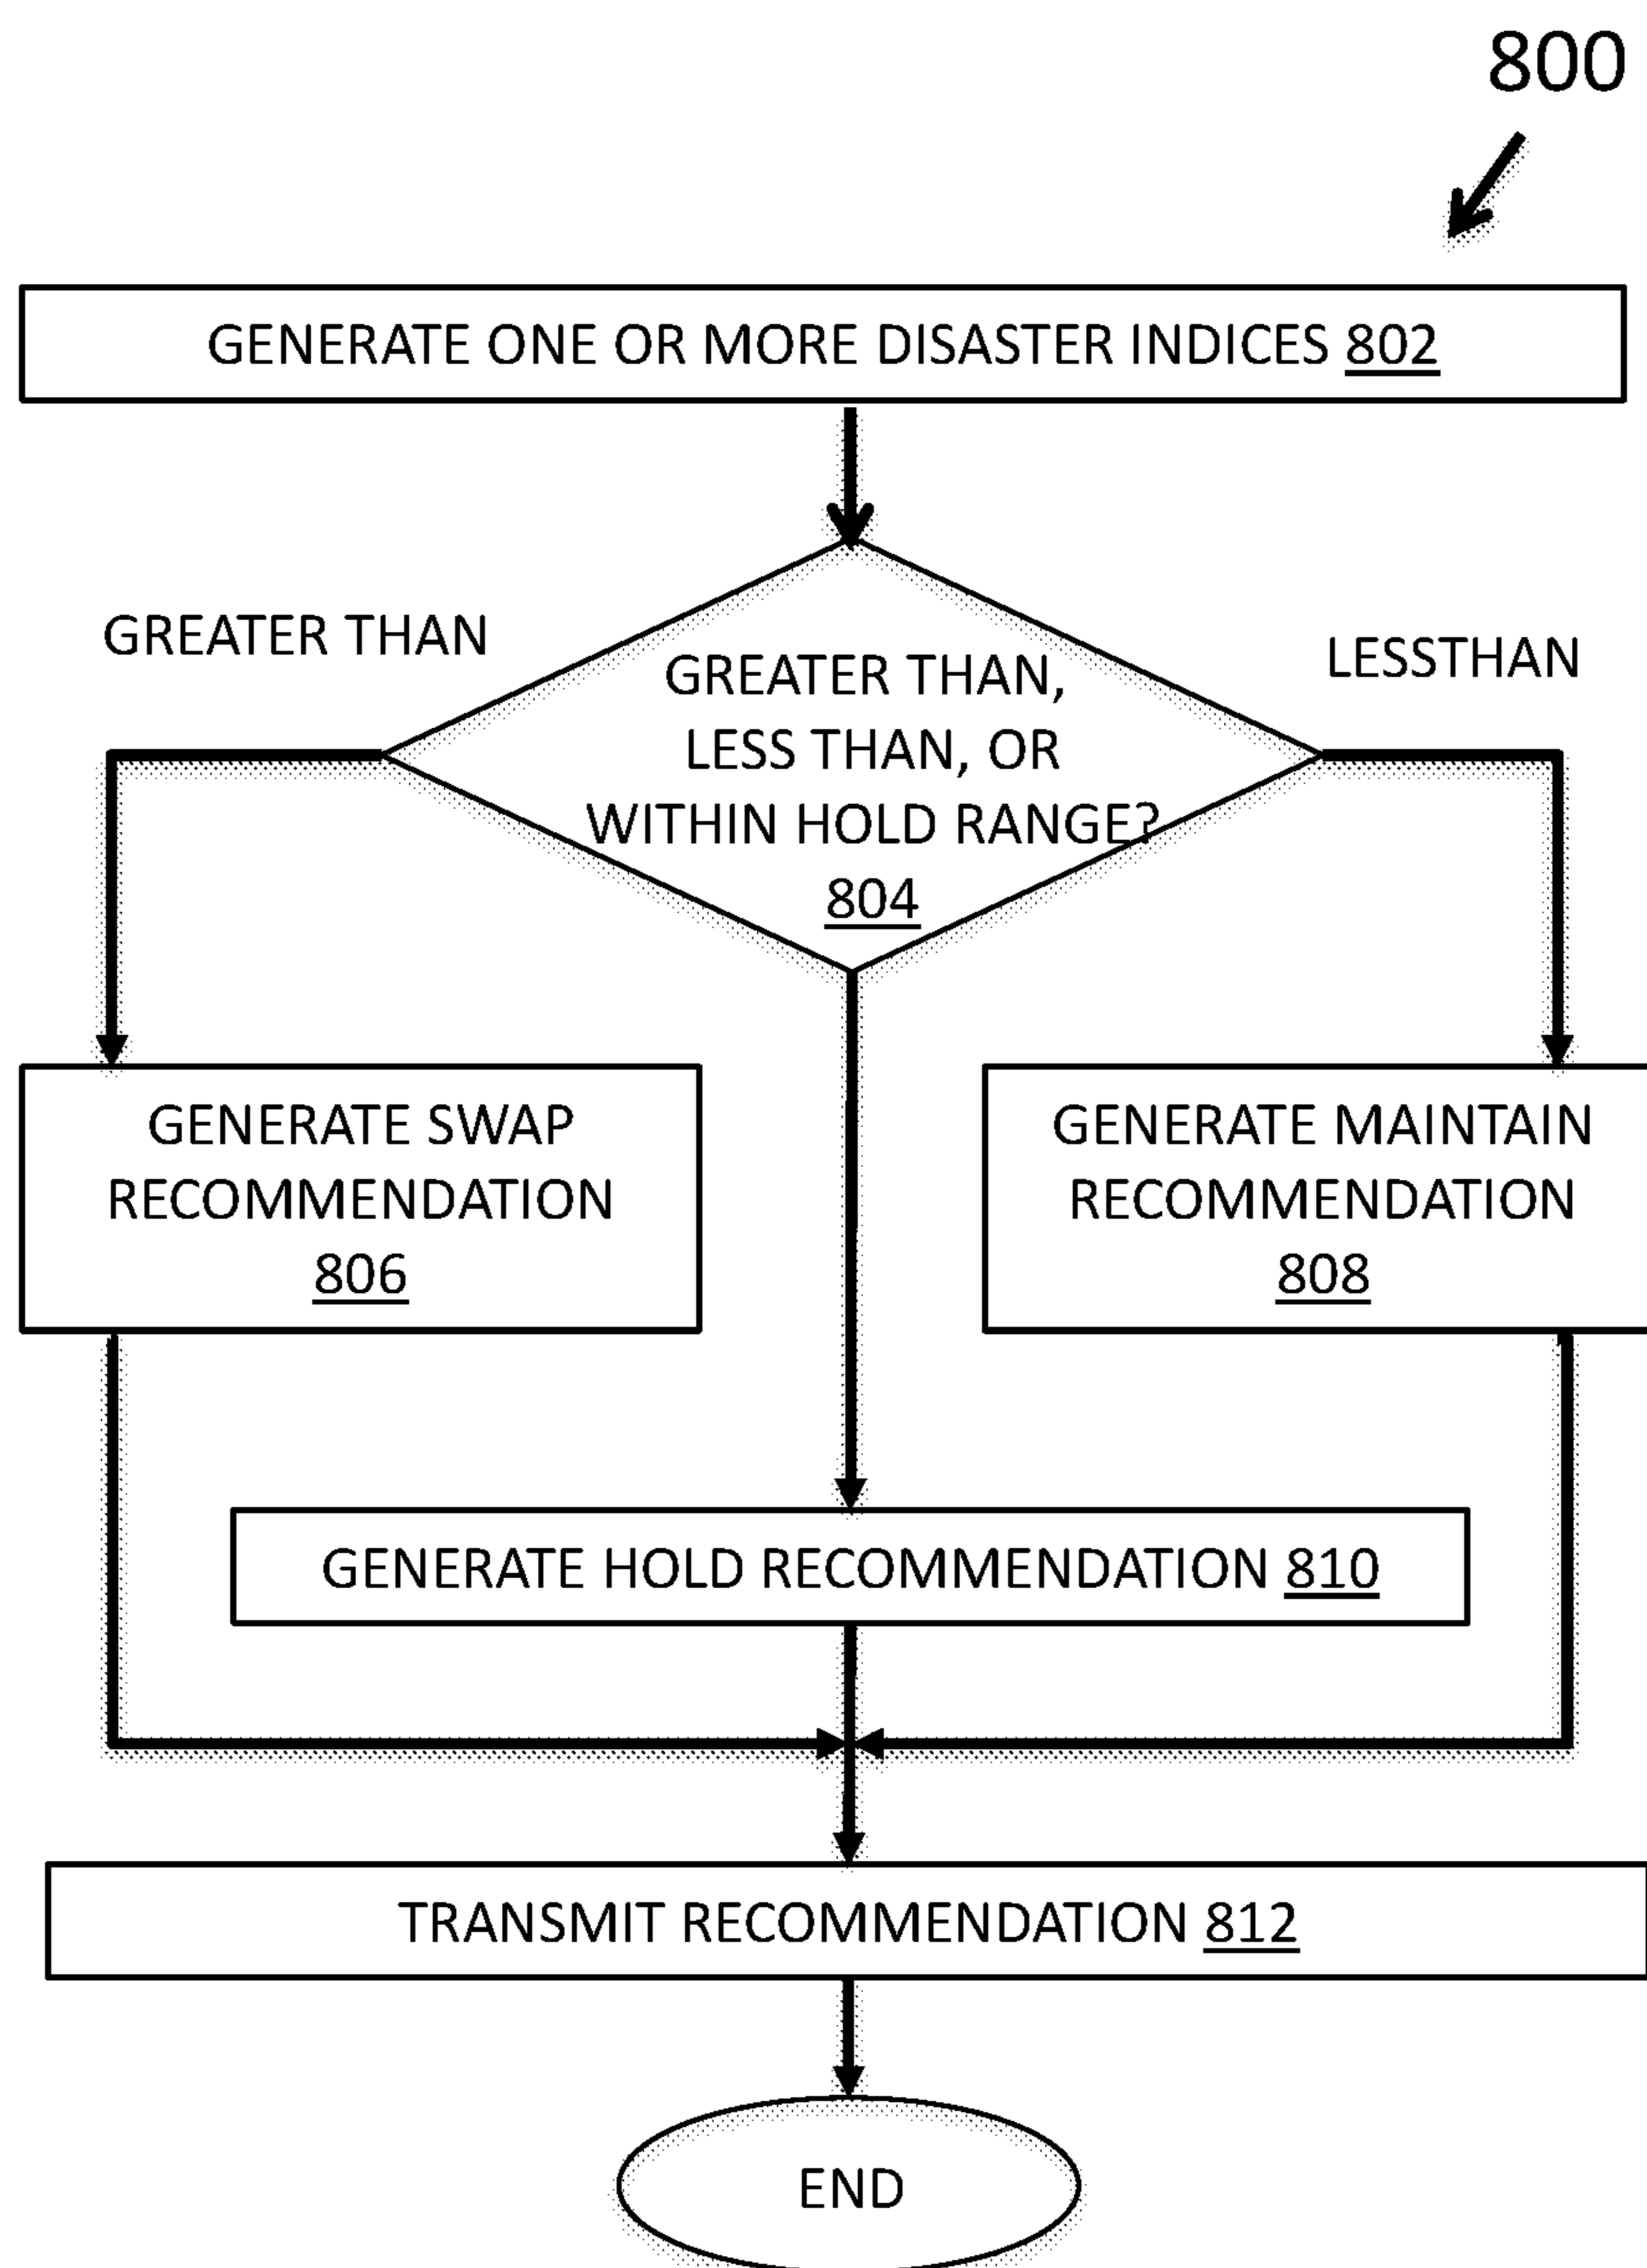 800
GENERATE ONE OR MORE DISASTER INDICES 802
GREATER THAN
LESSTHAN
GREATER THAN,
LESS THAN, OR
WITHIN HOLD RANGE?
804
GENERATE SWAP
RECOMMENDATION
806
GENERATE MAINTAIN
RECOMMENDATION
808
GENERATE HOLD RECOMMENDATION 810
TRANSMIT RECOMMENDATION 812
END